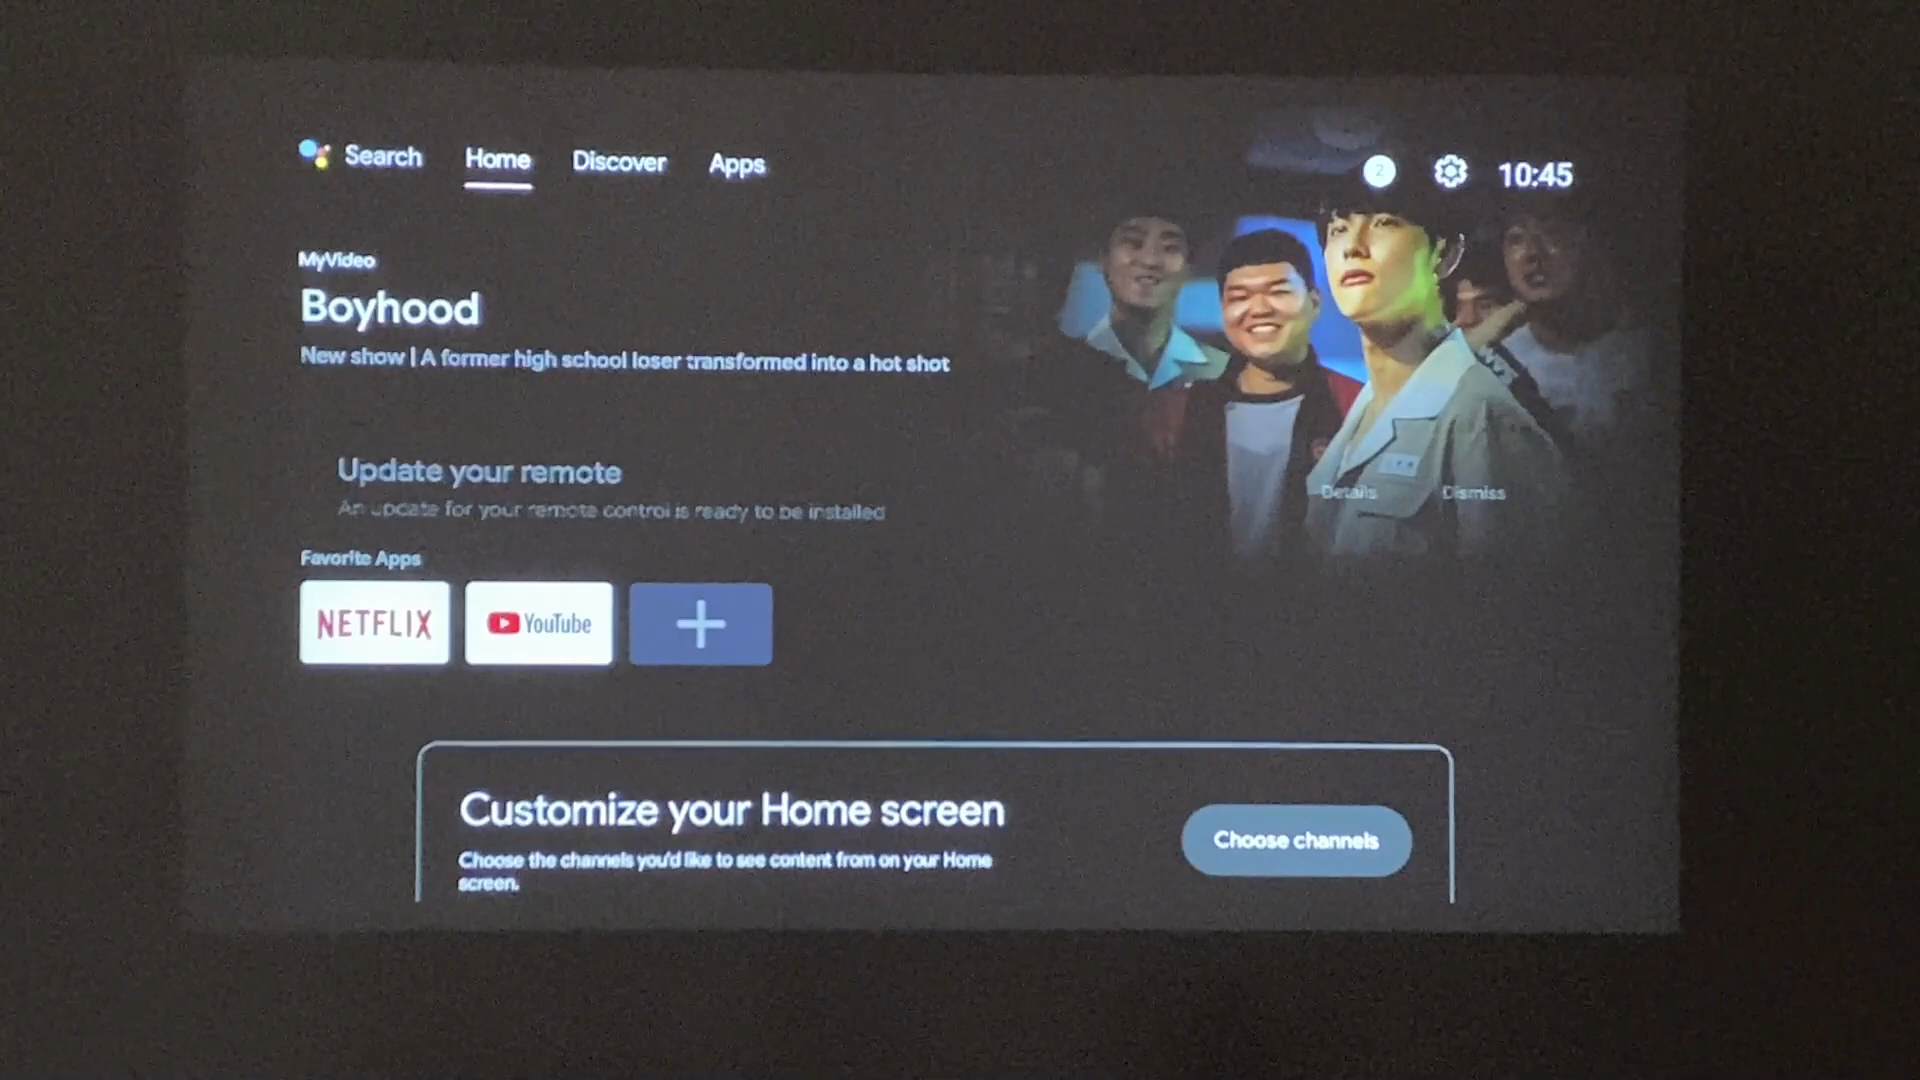 Search Home Discover Apps 2 10:45
MyVideo
Boyhood
New show | A former high school loser transformed into a hot shot
Update your remote
An update for your remote control is ready to be installed
Details Dismiss
Favorite Apps
NETFLIX YouTube
Customize your Home screen
Choose the channels you'd like to see content from on your Home
screen.
Choose channels